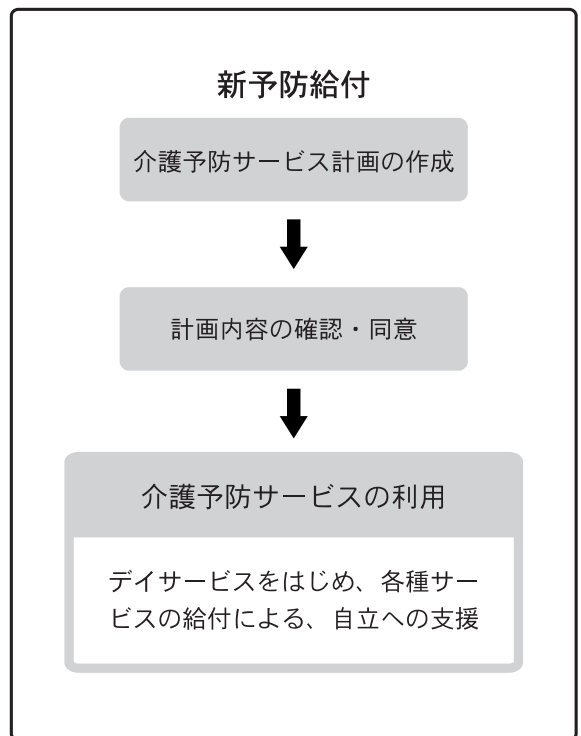 新予防給付
介護予防サービス計画の作成
計画内容の確認・同意
介護予防サービスの利用
デイサービスをはじめ、各種サー
ビスの給付による、自立への支援